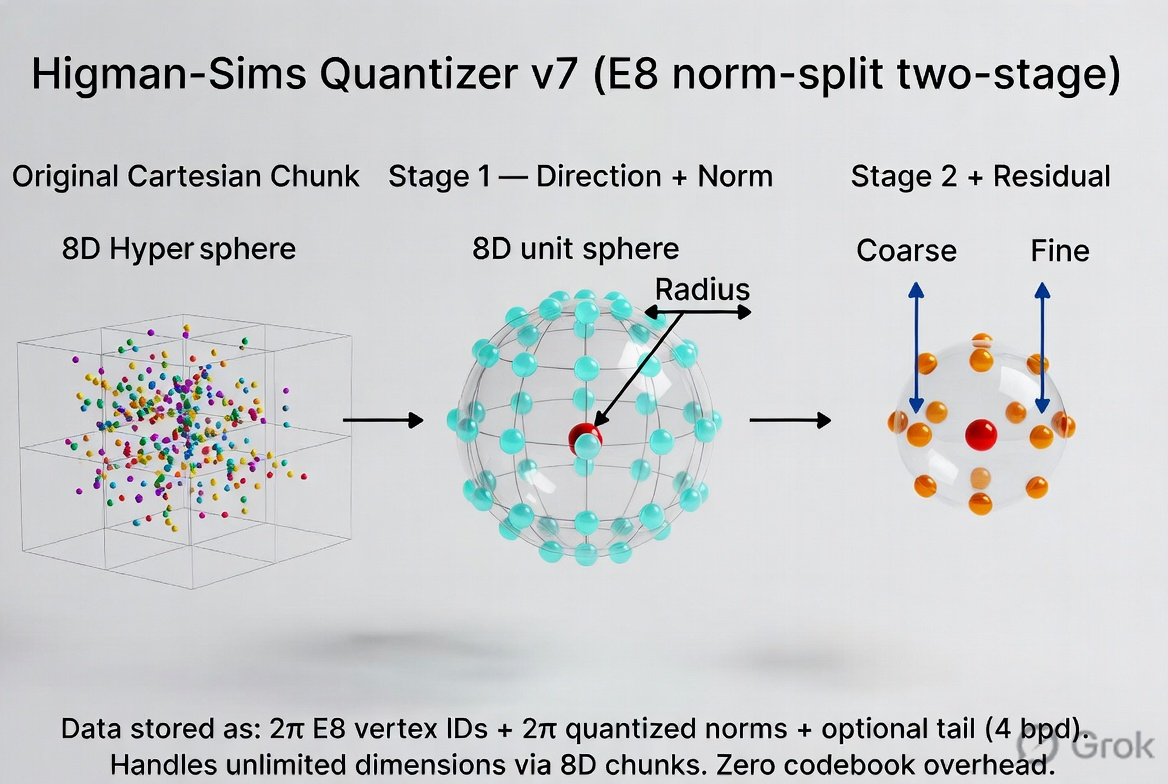 Higman-Sims Quantizer v7 (E8 norm-split two-stage)
Original Cartesian Chunk
Stage 1 — Direction + Norm
Stage 2 + Residual
8D Hypersphere
8D unit sphere
Coarse
Fine
Radius
Data stored as: 2π E8 vertex IDs + 2π quantized norms + optional tail (4 bpd).
Handles unlimited dimensions via 8D chunks. Zero codebook overhead.
Grok